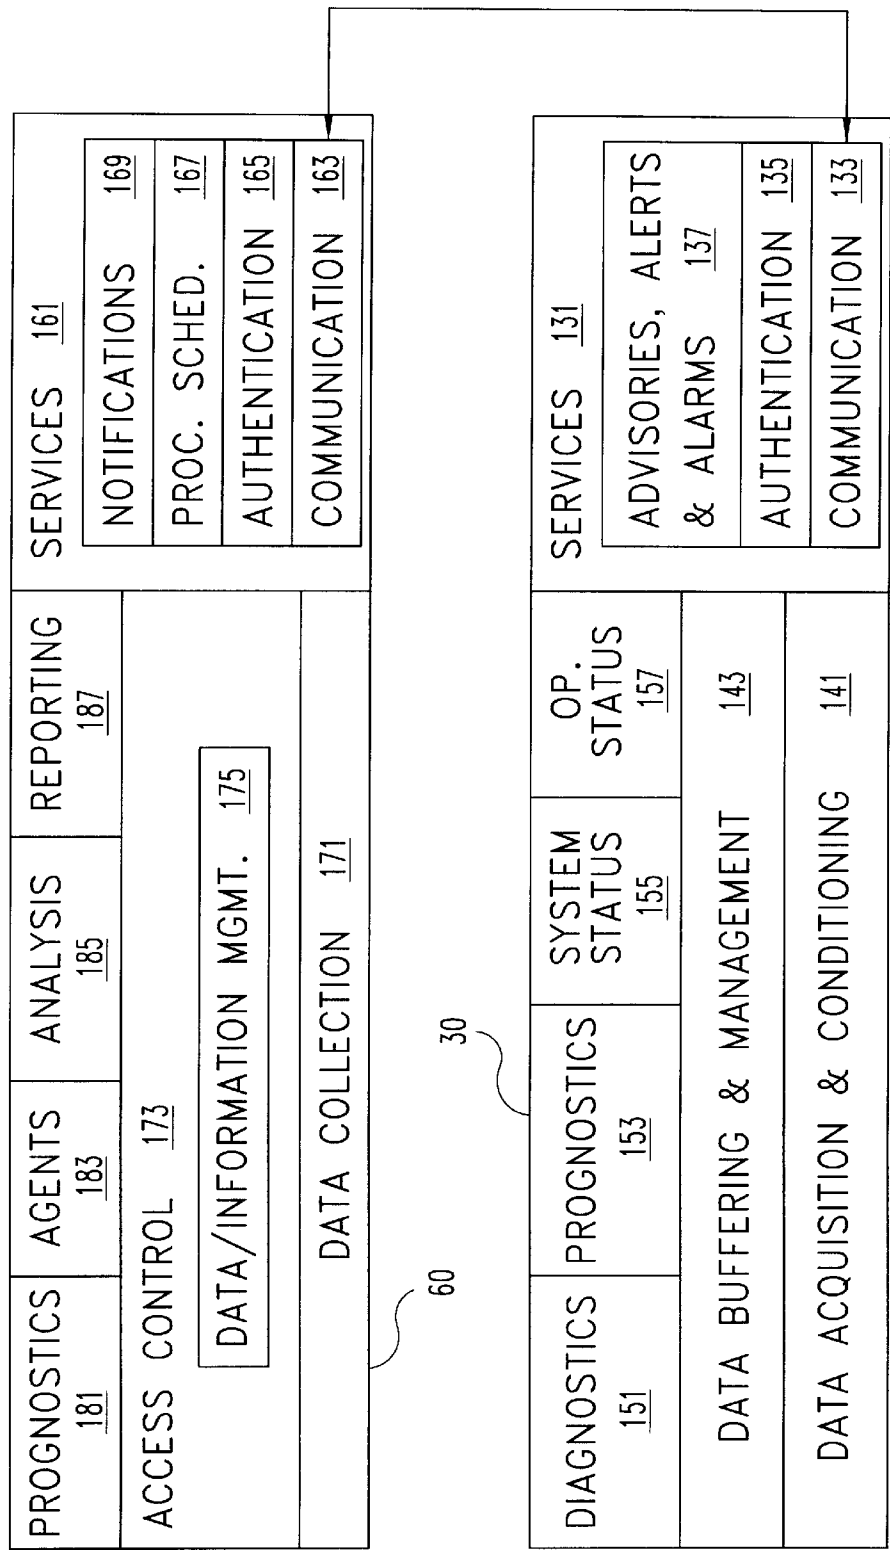 PROGNOSTICS
181
AGENTS
183
ANALYSIS
185
REPORTING
187
ACCESS CONTROL 173
DATA/INFORMATION MGMT. 175
DATA COLLECTION 171
SERVICES 161
NOTIFICATIONS 169
PROC. SCHED. 167
AUTHENTICATION 165
COMMUNICATION 163
60
30
DIAGNOSTICS
151
PROGNOSTICS
153
SYSTEM
STATUS
155
OP.
STATUS
157
DATA BUFFERING & MANAGEMENT 143
DATA ACQUISITION & CONDITIONING 141
SERVICES 131
ADVISORIES, ALERTS
& ALARMS 137
AUTHENTICATION 135
COMMUNICATION 133